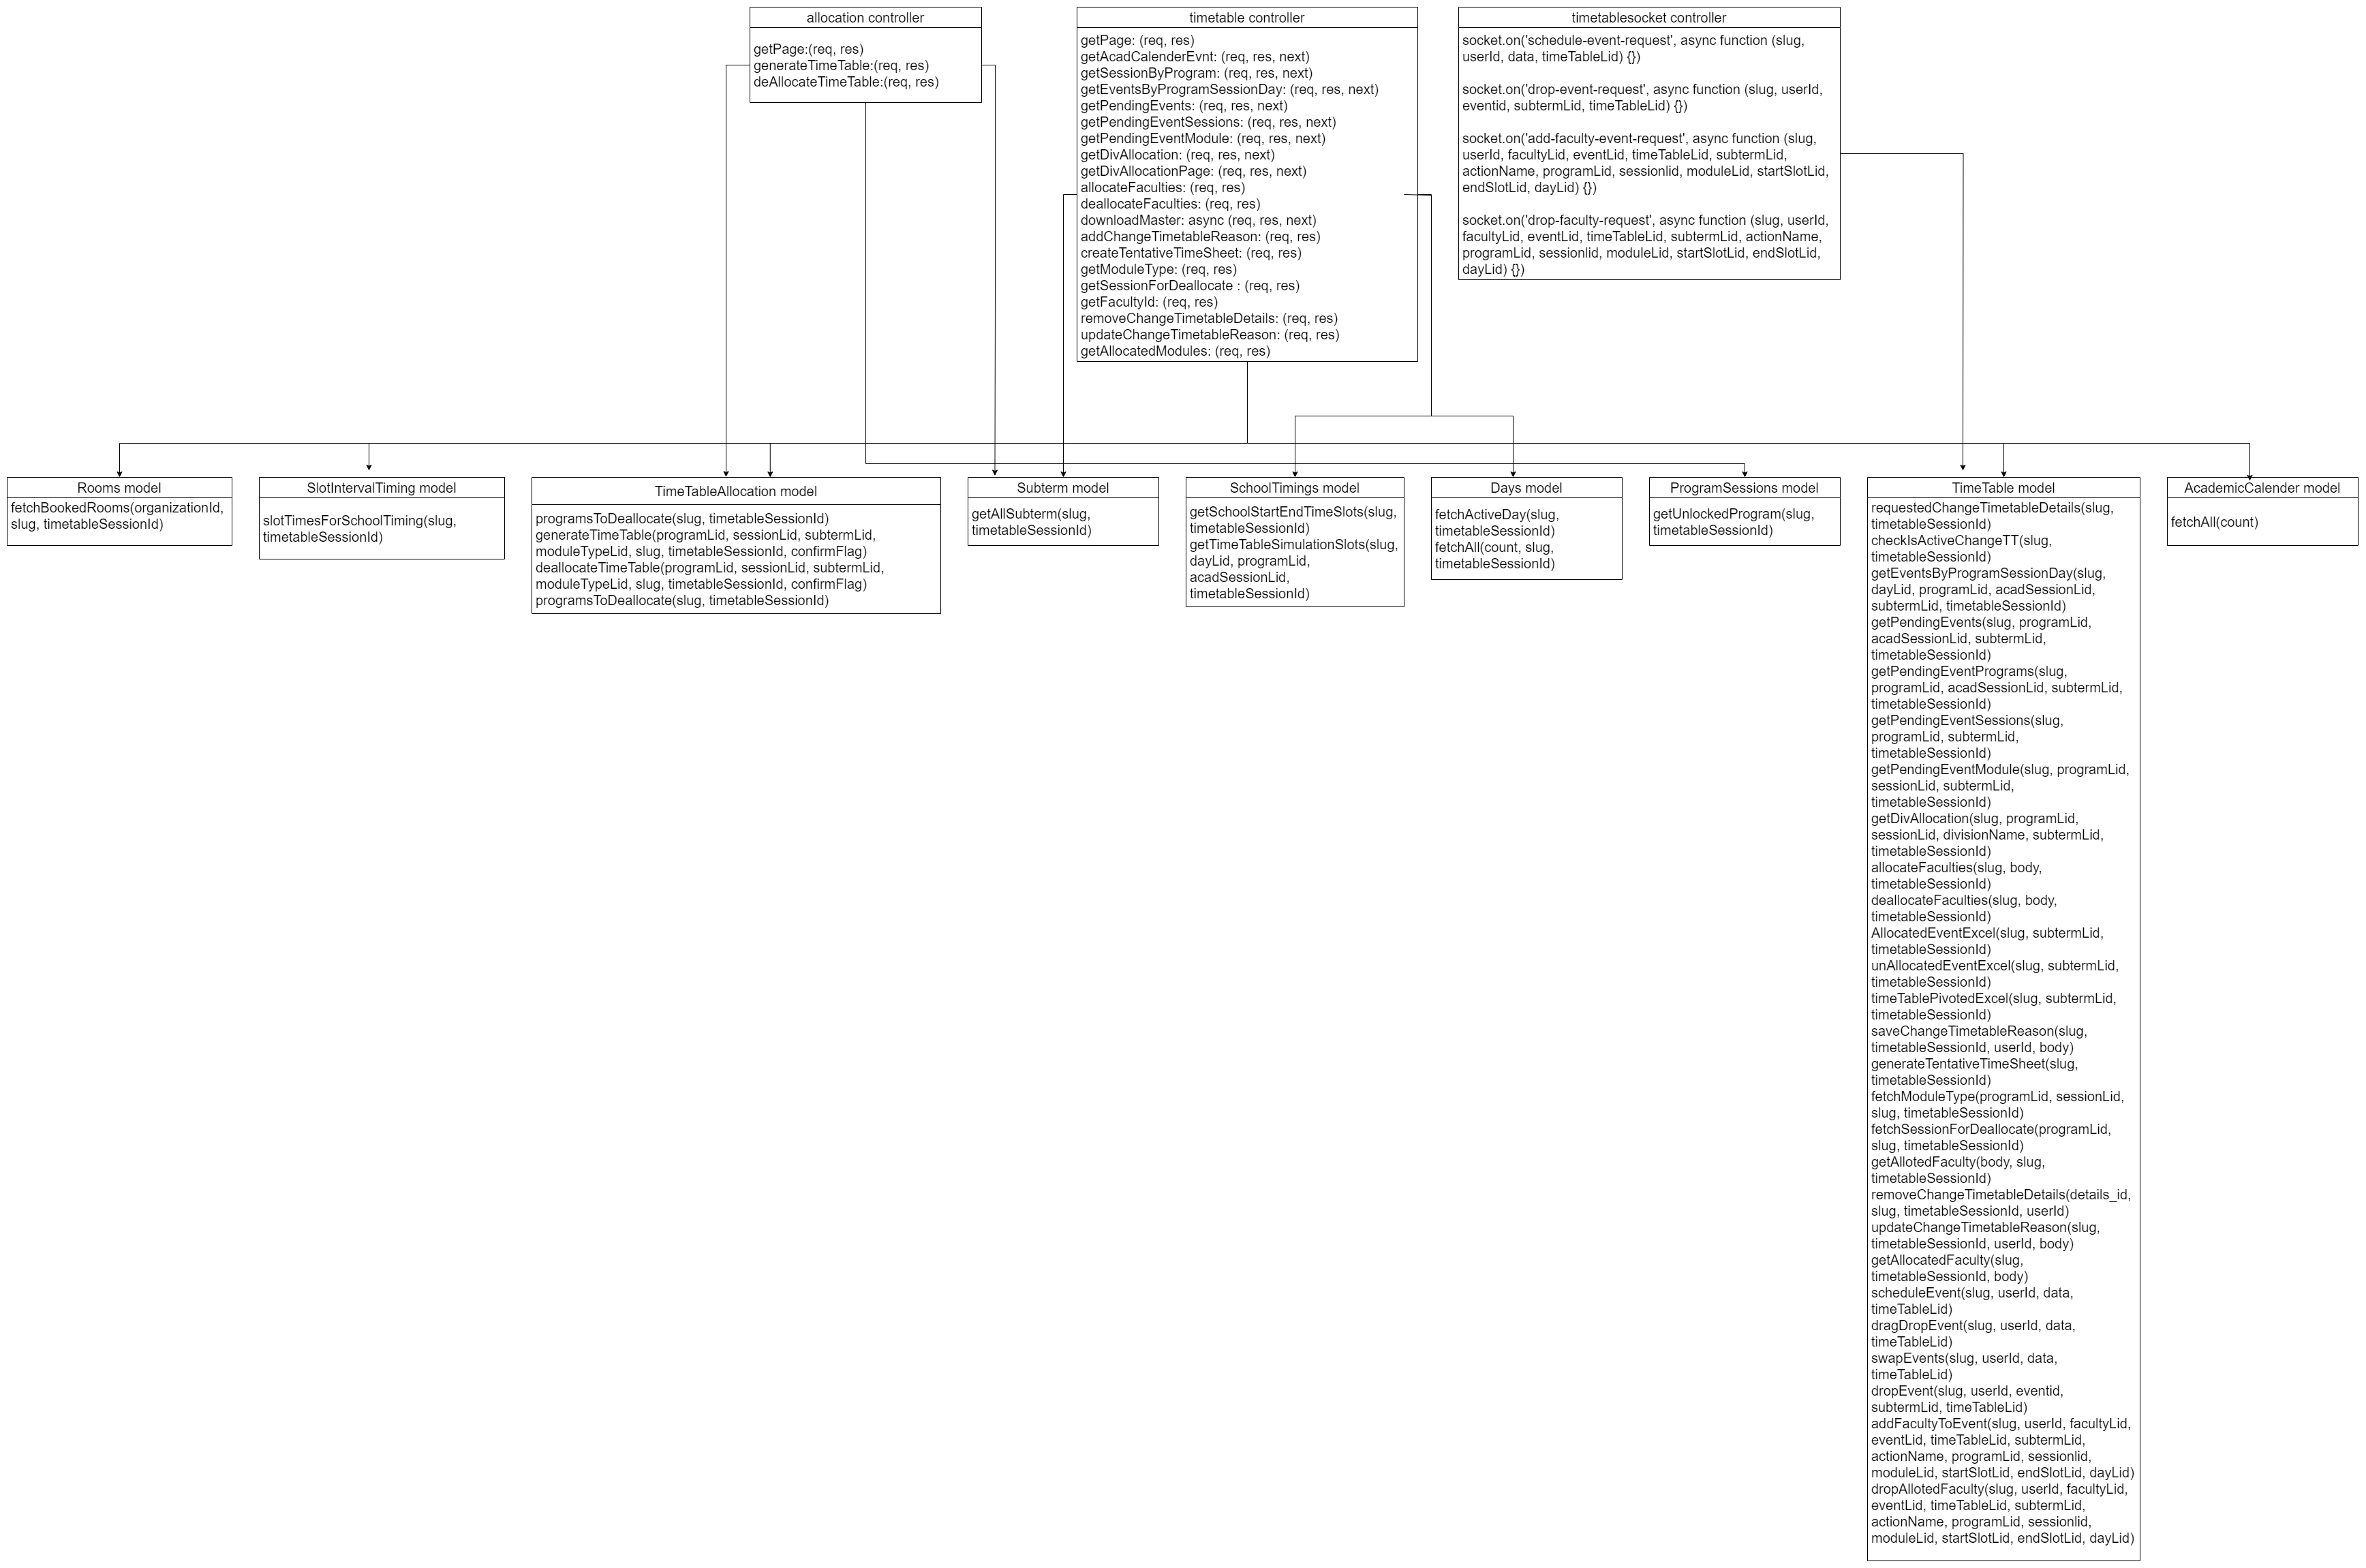 allocation controller
getPage:(req, res)
generateTimeTable:(req, res)
deAllocateTimeTable:(req, res)
timetable controller
getPage: (req, res)
getAcadCalenderEvnt: (req, res, next)
getSessionByProgram: (req, res, next)
getEventsByProgramSessionDay: (req, res, next)
getPendingEvents: (req, res, next)
getPendingEventSessions: (req, res, next)
getPendingEventModule: (req, res, next)
getDivAllocation: (req, res, next)
getDivAllocationPage: (req, res, next)
allocateFaculties: (req, res)
deallocateFaculties: (req, res)
downloadMaster: async (req, res, next)
addChangeTimetableReason: (req, res)
createTentativeTimeSheet: (req, res)
getModuleType: (req, res)
getSessionForDeallocate : (req, res)
getFacultyId: (req, res)
removeChangeTimetableDetails: (req, res)
updateChangeTimetableReason: (req, res)
getAllocatedModules: (req, res)
timetablesocket controller
socket.on('schedule-event-request', async function (slug,
userId, data, timeTableLid) {})
socket.on('drop-event-request', async function (slug, userId,
eventid, subtermLid, timeTableLid) {})
socket.on('add-faculty-event-request', async function (slug,
userId, facultyLid, eventLid, timeTableLid, subtermLid,
actionName, programLid, sessionlid, moduleLid, startSlotLid,
endSlotLid, dayLid) {})
socket.on('drop-faculty-request', async function (slug, userId,
facultyLid, eventLid, timeTableLid, subtermLid, actionName,
programLid, sessionlid, moduleLid, startSlotLid, endSlotLid,
dayLid) {})
Rooms model
fetchBookedRooms(organizationId,
slug, timetableSessionId)
SlotIntervalTiming model
slotTimesForSchoolTiming(slug,
timetableSessionId)
TimeTableAllocation model
programsToDeallocate(slug, timetableSessionId)
generateTimeTable(programLid, sessionLid, subtermLid,
moduleTypeLid, slug, timetableSessionId, confirmFlag)
deallocateTimeTable(programLid, sessionLid, subtermLid,
moduleTypeLid, slug, timetableSessionId, confirmFlag)
programsToDeallocate(slug, timetableSessionId)
Subterm model
getAllSubterm(slug,
timetableSessionId)
SchoolTimings model
getSchoolStartEndTimeSlots(slug,
timetableSessionId)
getTimeTableSimulationSlots(slug,
dayLid, programLid,
acadSessionLid,
timetableSessionId)
Days model
fetchActiveDay(slug,
timetableSessionId)
fetchAll(count, slug,
timetableSessionId)
ProgramSessions model
getUnlockedProgram(slug,
timetableSessionId)
TimeTable model
requestedChangeTimetableDetails(slug,
timetableSessionId)
checkIsActiveChangeTT(slug,
timetableSessionId)
getEventsByProgramSessionDay(slug,
dayLid, programLid, acadSessionLid,
subtermLid, timetableSessionId)
getPendingEvents(slug, programLid,
acadSessionLid, subtermLid,
timetableSessionId)
getPendingEventPrograms(slug,
programLid, acadSessionLid, subtermLid,
timetableSessionId)
getPendingEventSessions(slug,
programLid, subtermLid,
timetableSessionId)
getPendingEventModule(slug, programLid,
sessionLid, subtermLid,
timetableSessionId)
getDivAllocation(slug, programLid,
sessionLid, divisionName, subtermLid,
timetableSessionId)
allocateFaculties(slug, body,
timetableSessionId)
deallocateFaculties(slug, body,
timetableSessionId)
AllocatedEventExcel(slug, subtermLid,
timetableSessionId)
unAllocatedEventExcel(slug, subtermLid,
timetableSessionId)
timeTablePivotedExcel(slug, subtermLid,
timetableSessionId)
saveChangeTimetableReason(slug,
timetableSessionId, userId, body)
generateTentativeTimeSheet(slug,
timetableSessionId)
fetchModuleType(programLid, sessionLid,
slug, timetableSessionId)
fetchSessionForDeallocate(programLid,
slug, timetableSessionId)
getAllotedFaculty(body, slug,
timetableSessionId)
removeChangeTimetableDetails(details_id,
slug, timetableSessionId, userId)
updateChangeTimetableReason(slug,
timetableSessionId, userId, body)
getAllocatedFaculty(slug,
timetableSessionId, body)
scheduleEvent(slug, userId, data,
timeTableLid)
dragDropEvent(slug, userId, data,
timeTableLid)
swapEvents(slug, userId, data,
timeTableLid)
dropEvent(slug, userId, eventid,
subtermLid, timeTableLid)
addFacultyToEvent(slug, userId, facultyLid,
eventLid, timeTableLid, subtermLid,
actionName, programLid, sessionlid,
moduleLid, startSlotLid, endSlotLid, dayLid)
dropAllotedFaculty(slug, userId, facultyLid,
eventLid, timeTableLid, subtermLid,
actionName, programLid, sessionlid,
moduleLid, startSlotLid, endSlotLid, dayLid)
AcademicCalender model
fetchAll(count)